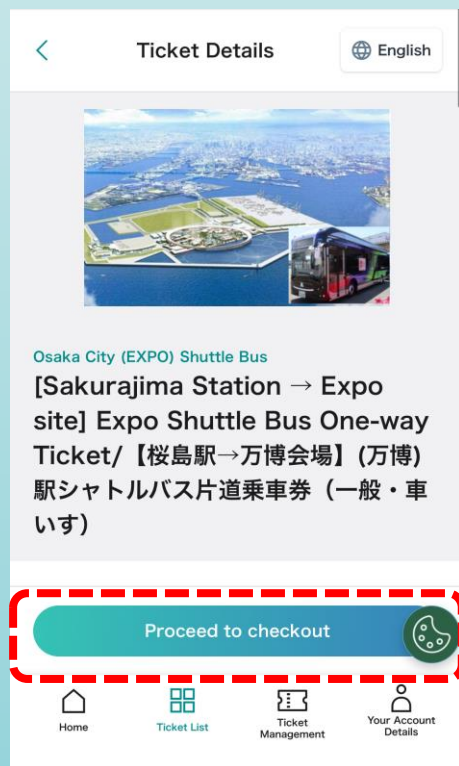 Ticket Details
English
Osaka City (EXPO) Shuttle Bus
[Sakurajima Station → Expo
site] Expo Shuttle Bus One-way
Ticket/【桜島駅→万博会場】(万博)
駅シャトルバス片道乗車券（一般・車
いす）
Proceed to checkout
Home
Ticket List
Ticket
Management
Your Account
Details